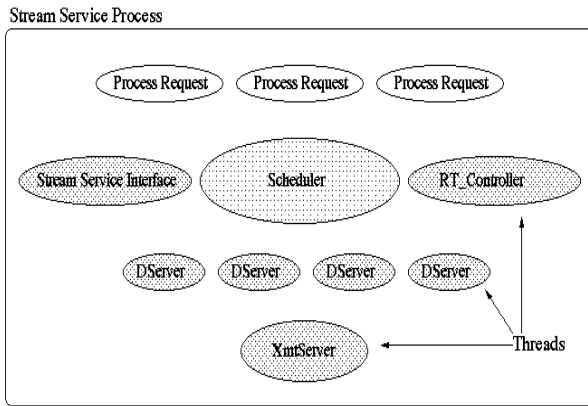 Stream Service Process
Process Request Process Request Process Request
Stream Service Interface Scheduler RT_Controller
DServer DServer DServer DServer
XmtServer Threads